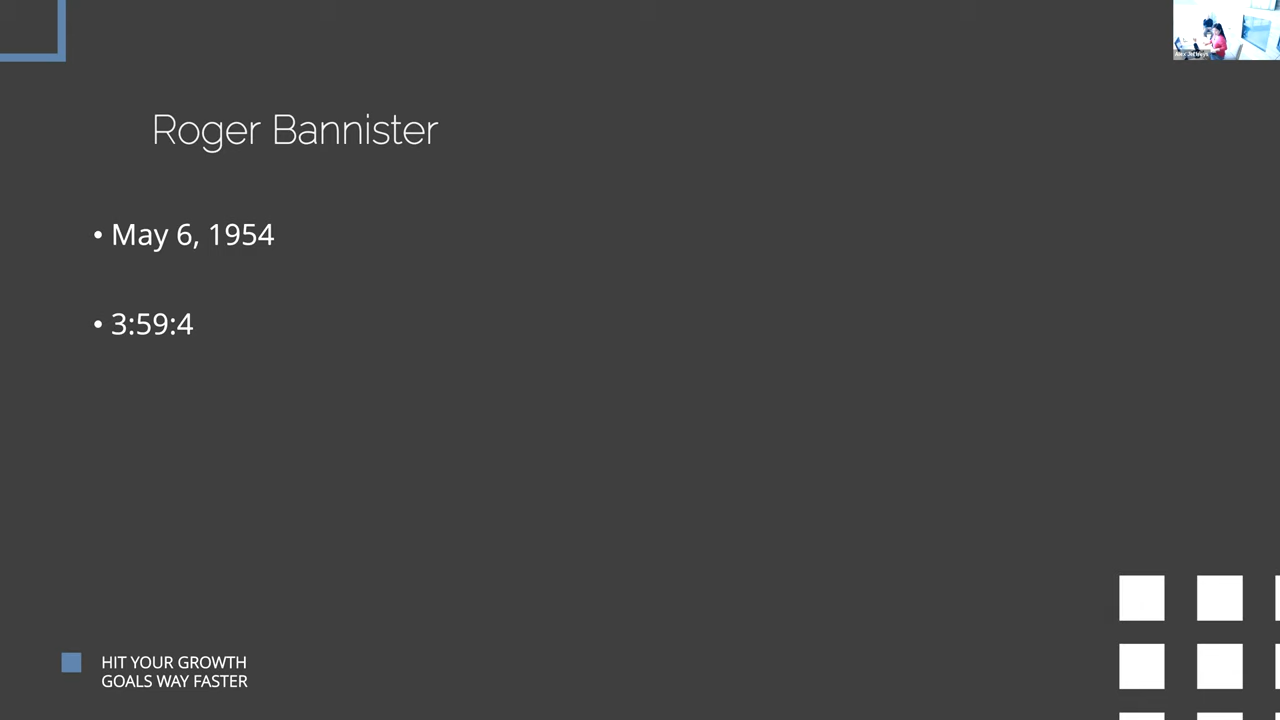 Roger Bannister
• May 6, 1954
• 3:59:4
HIT YOUR GROWTH
GOALS WAY FASTER